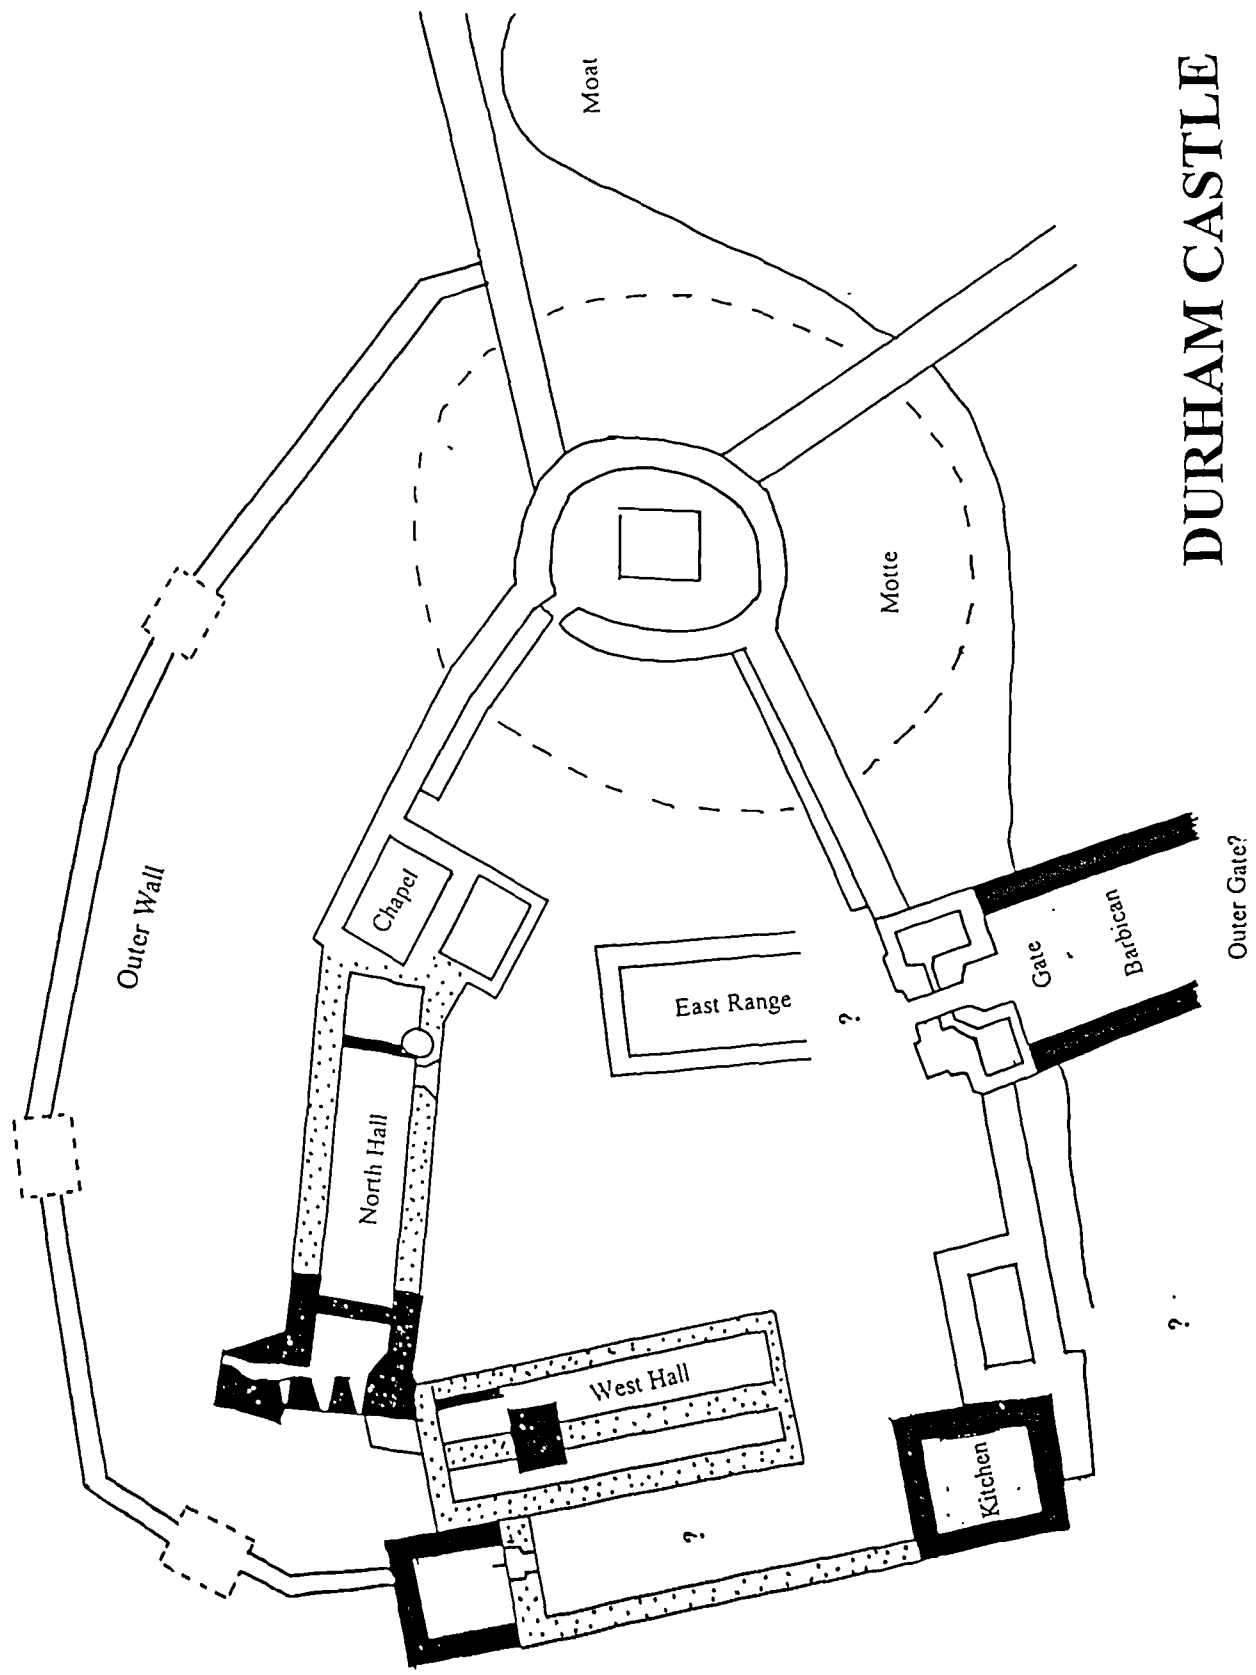 Outer Wall
Moat
Chapel
North Hall
Motte
East Range
?
West Hall
?
Gate
Barbican
Outer Gate?
Kitchen
?
DURHAM CASTLE